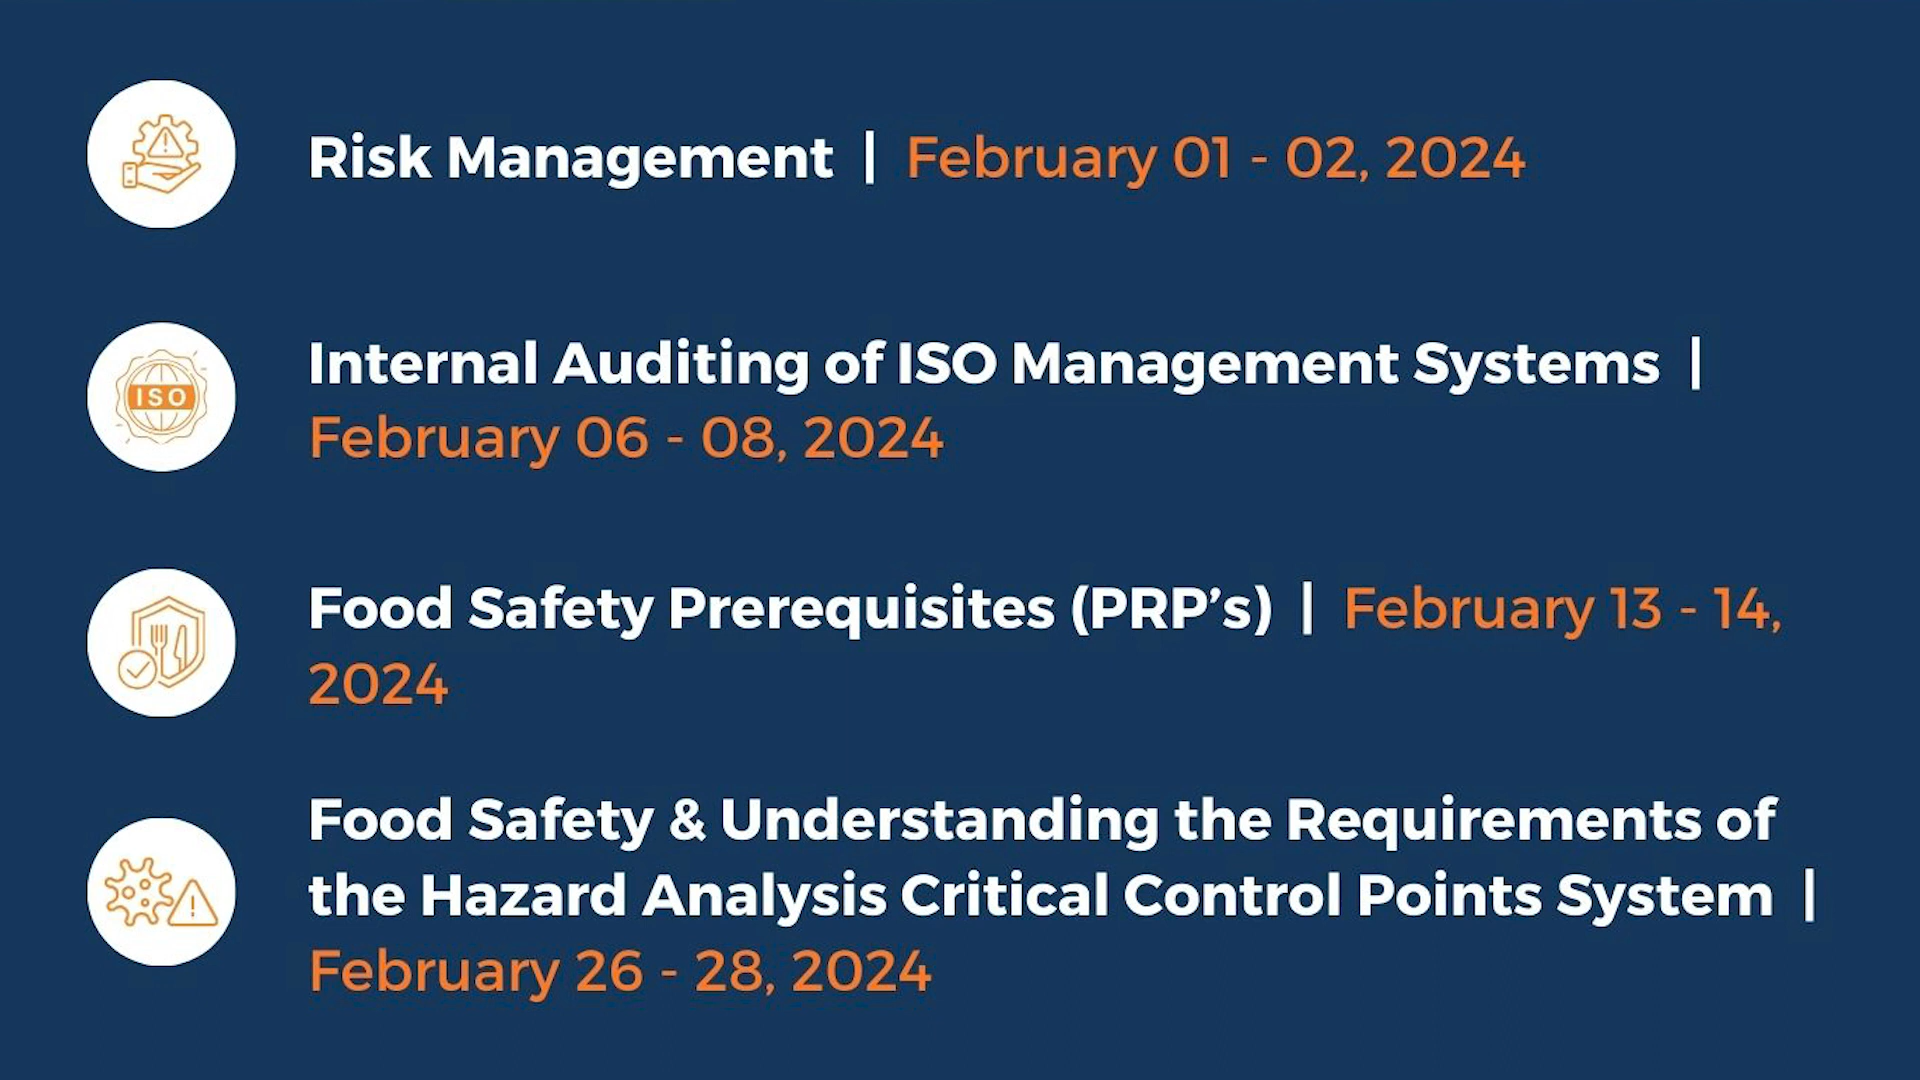 Risk Management | February 01 - 02, 2024
Internal Auditing of ISO Management Systems |
February 06 - 08, 2024
ISO
Food Safety Prerequisites (PRP’s) | February 13 - 14,
2024
Food Safety & Understanding the Requirements of
the Hazard Analysis Critical Control Points System |
February 26 - 28, 2024